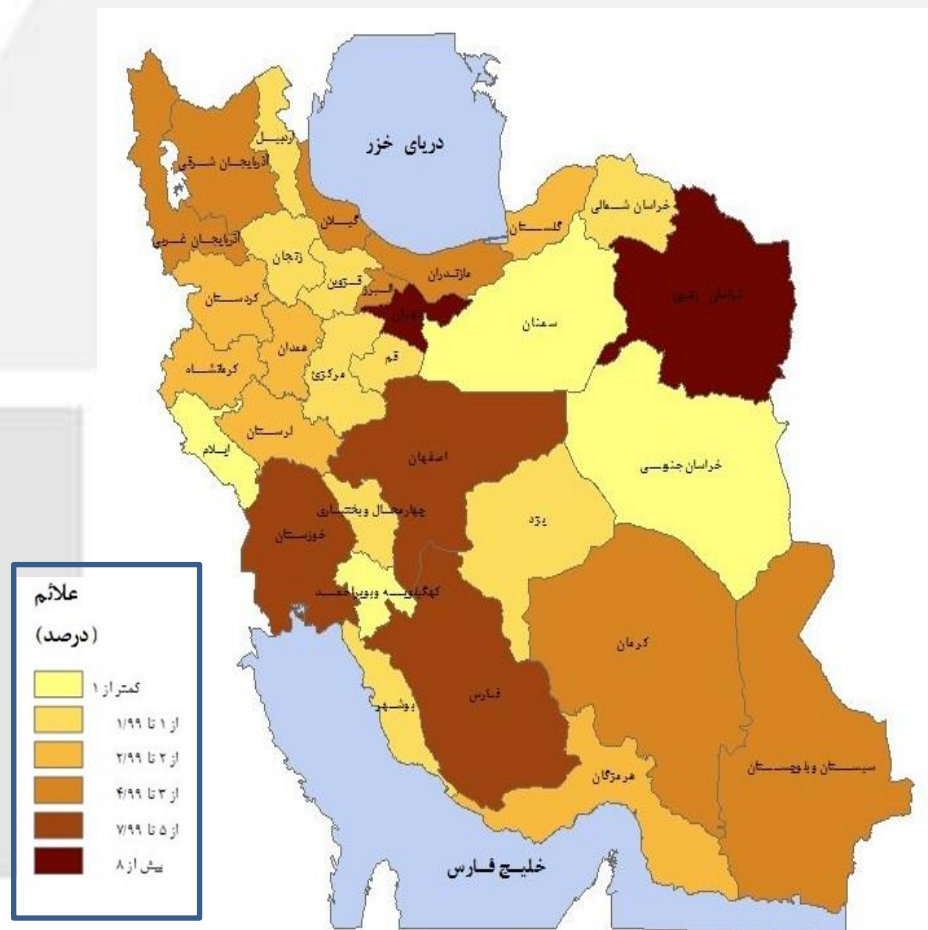 دریای خزر
اردبیل
آذربایجان شرقی
آذربایجان غربی
گیلان
زنجان
قزوین
البرز
تهران
مازندران
گلستان
خراسان شمالی
خراسان رضوی
سمنان
کردستان
همدان
مرکزی
قم
کرمانشاه
لرستان
ایلام
اصفهان
خراسان جنوبی
چهارمحال وبختیاری
خوزستان
یزد
کهگیلویه وبویراحمد
کرمان
فارس
بوشهر
هرمزگان
سیستان وبلوچستان
خلیج فارس
علائم
(درصد)
کمتر از ۱
از ۱ تا ۱/۹۹
از ۲ تا ۲/۹۹
از ۳ تا ۴/۹۹
از ۵ تا ۷/۹۹
بیش از ۸